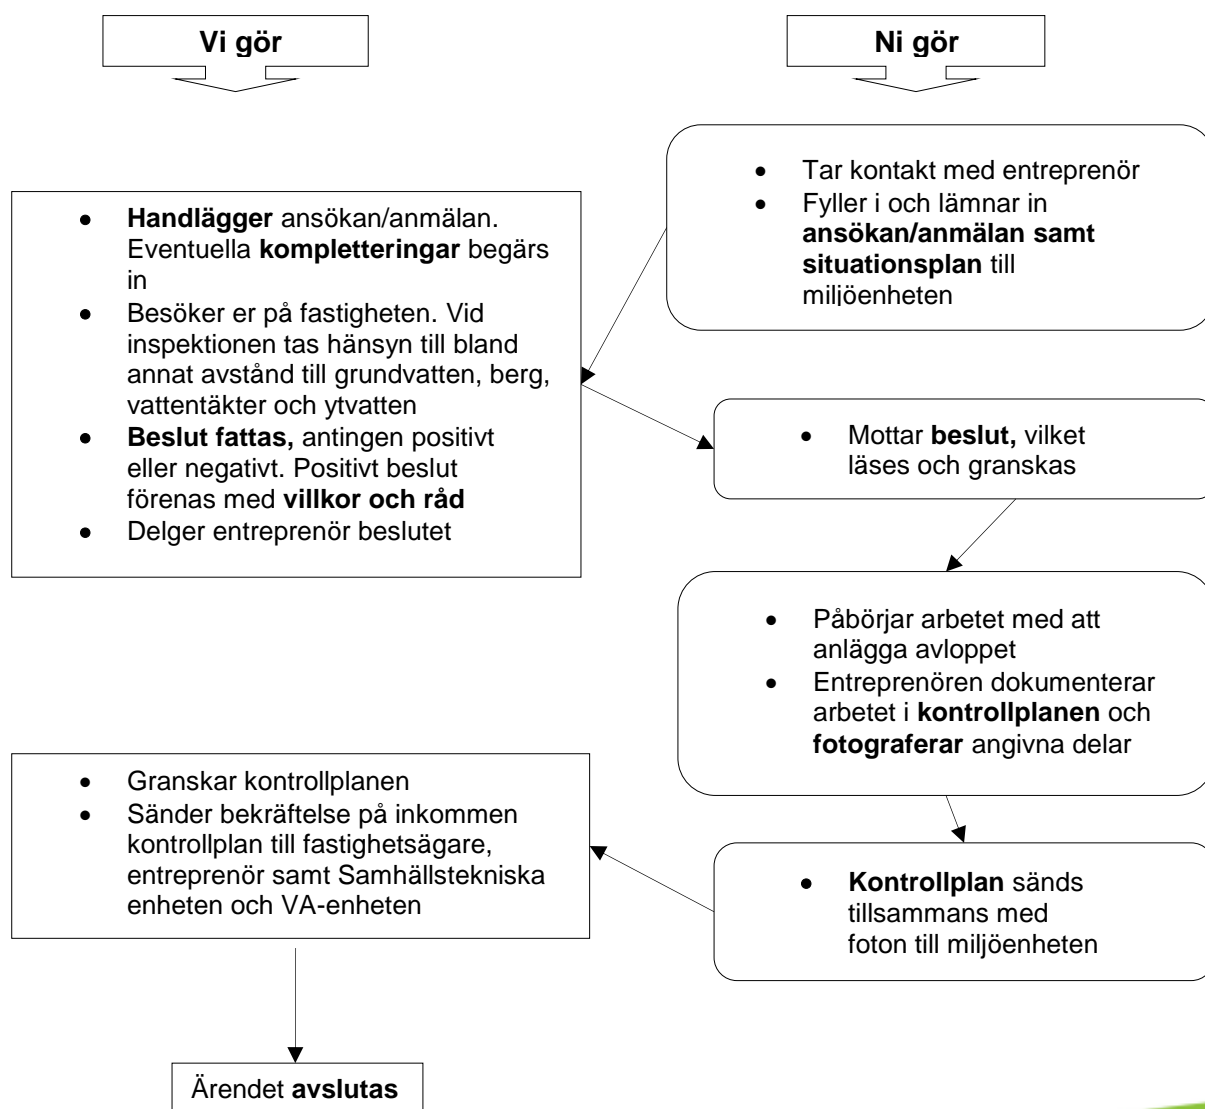 Vi gör
Ni gör
Tar kontakt med entreprenör
Fyller i och lämnar in
ansökan/anmälan samt
situationsplan till
miljöenheten
Handlägger ansökan/anmälan.
Eventuella kompletteringar begärs
in
Besöker er på fastigheten. Vid
inspektionen tas hänsyn till bland
annat avstånd till grundvatten, berg,
vattentäkter och ytvatten
Beslut fattas, antingen positivt
eller negativt. Positivt beslut
förenas med villkor och råd
Delger entreprenör beslutet
Mottar beslut, vilket
läses och granskas
Påbörjar arbetet med att
anlägga avloppet
Entreprenören dokumenterar
arbetet i kontrollplanen och
fotograferar angivna delar
Kontrollplan sänds
tillsammans med
foton till miljöenheten
Granskar kontrollplanen
Sänder bekräftelse på inkommen
kontrollplan till fastighetsägare,
entreprenör samt Samhällstekniska
enheten och VA-enheten
Ärendet avslutas